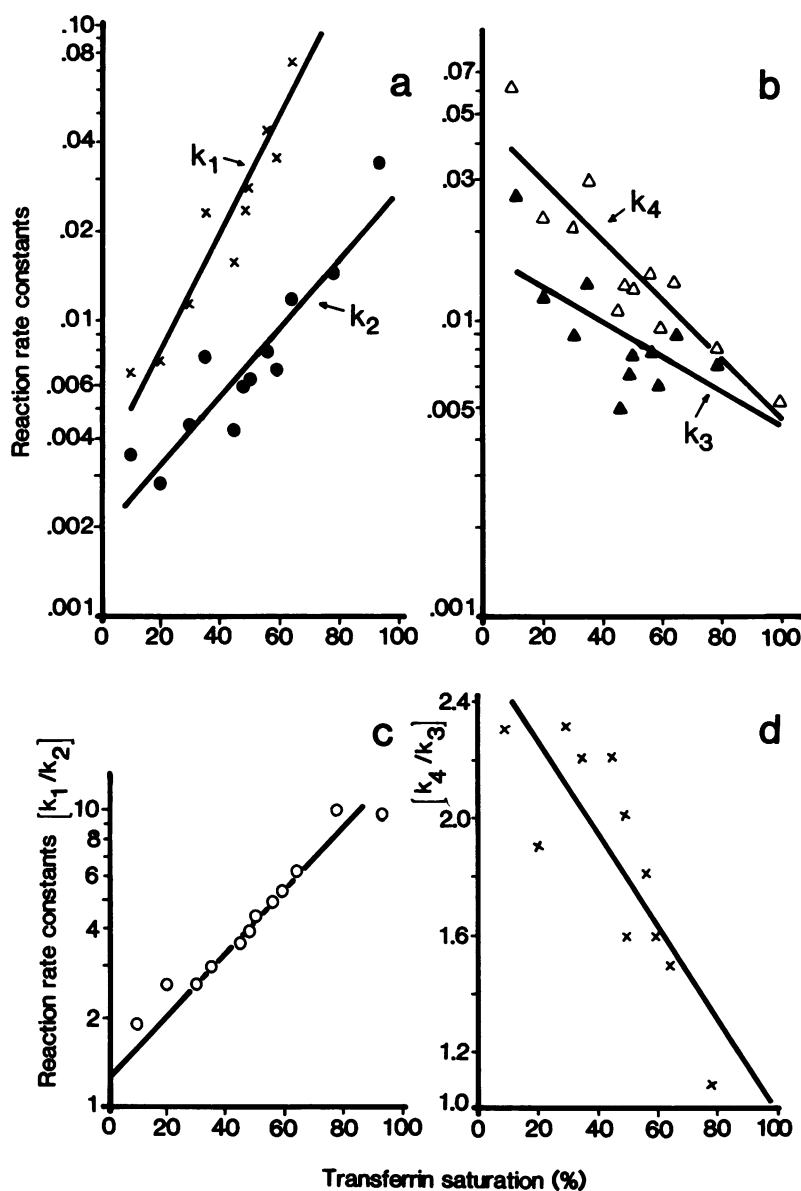 a
Reaction rate constants
.10
.08
.04
.02
.01
.006
.004
.002
.001
k1
k2
0 20 40 60 80 100
b
.07
.05
.03
.01
.005
.001
k4
k3
0 20 40 60 80 100
c
Reaction rate constants [k1/k2]
10
8
6
4
2
1
0 20 40 60 80 100
d
[k4/k3]
2.4
2.0
1.6
1.2
1.0
0 20 40 60 80 100
Transferrin saturation (%)